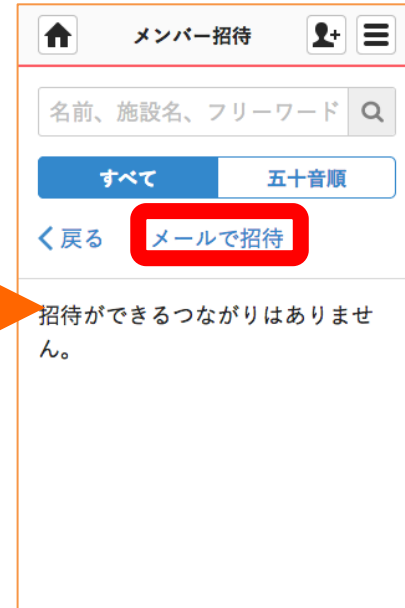 メンバー招待
名前、施設名、フリーワード
すべて 五十音順
戻る メールで招待
招待ができるつながりはありませ
ん。